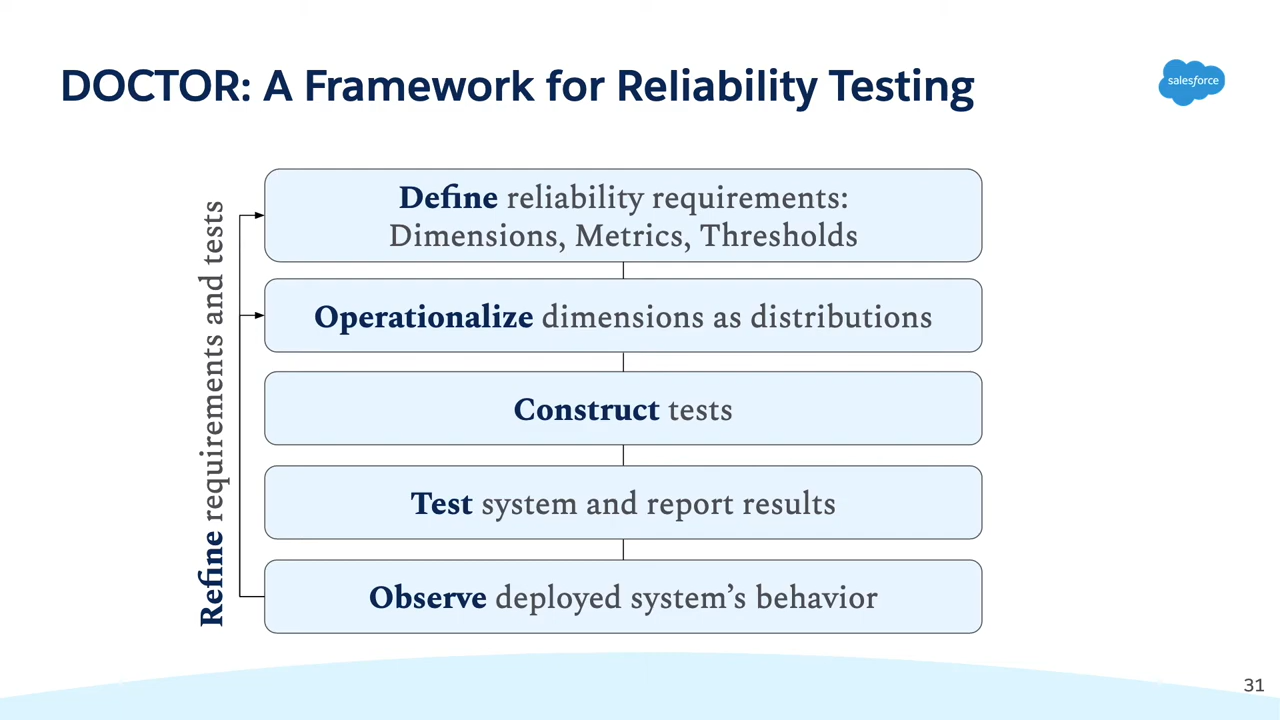 DOCTOR: A Framework for Reliability Testing
salesforce
Define reliability requirements:
Dimensions, Metrics, Thresholds
Operationalize dimensions as distributions
Construct tests
Test system and report results
Observe deployed system’s behavior
Refine requirements and tests
31